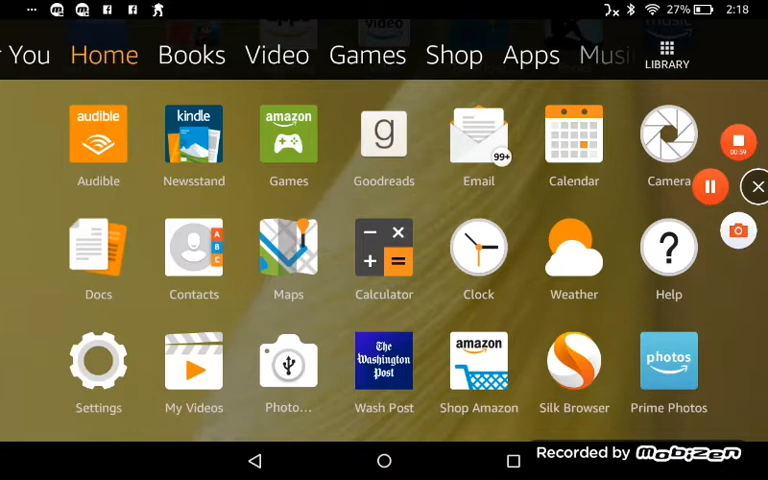 27% 2:18
You Home Books Video Games Shop Apps Musi LIBRARY
audible kindle amazon g 99+
Audible Newsstand Games Goodreads Email Calendar Camera 00:59
A B C ?
Docs Contacts Maps Calculator Clock Weather Help
The Washington Post amazon photos
Settings My Videos Photo... Wash Post Shop Amazon Silk Browser Prime Photos
Recorded by mobizen